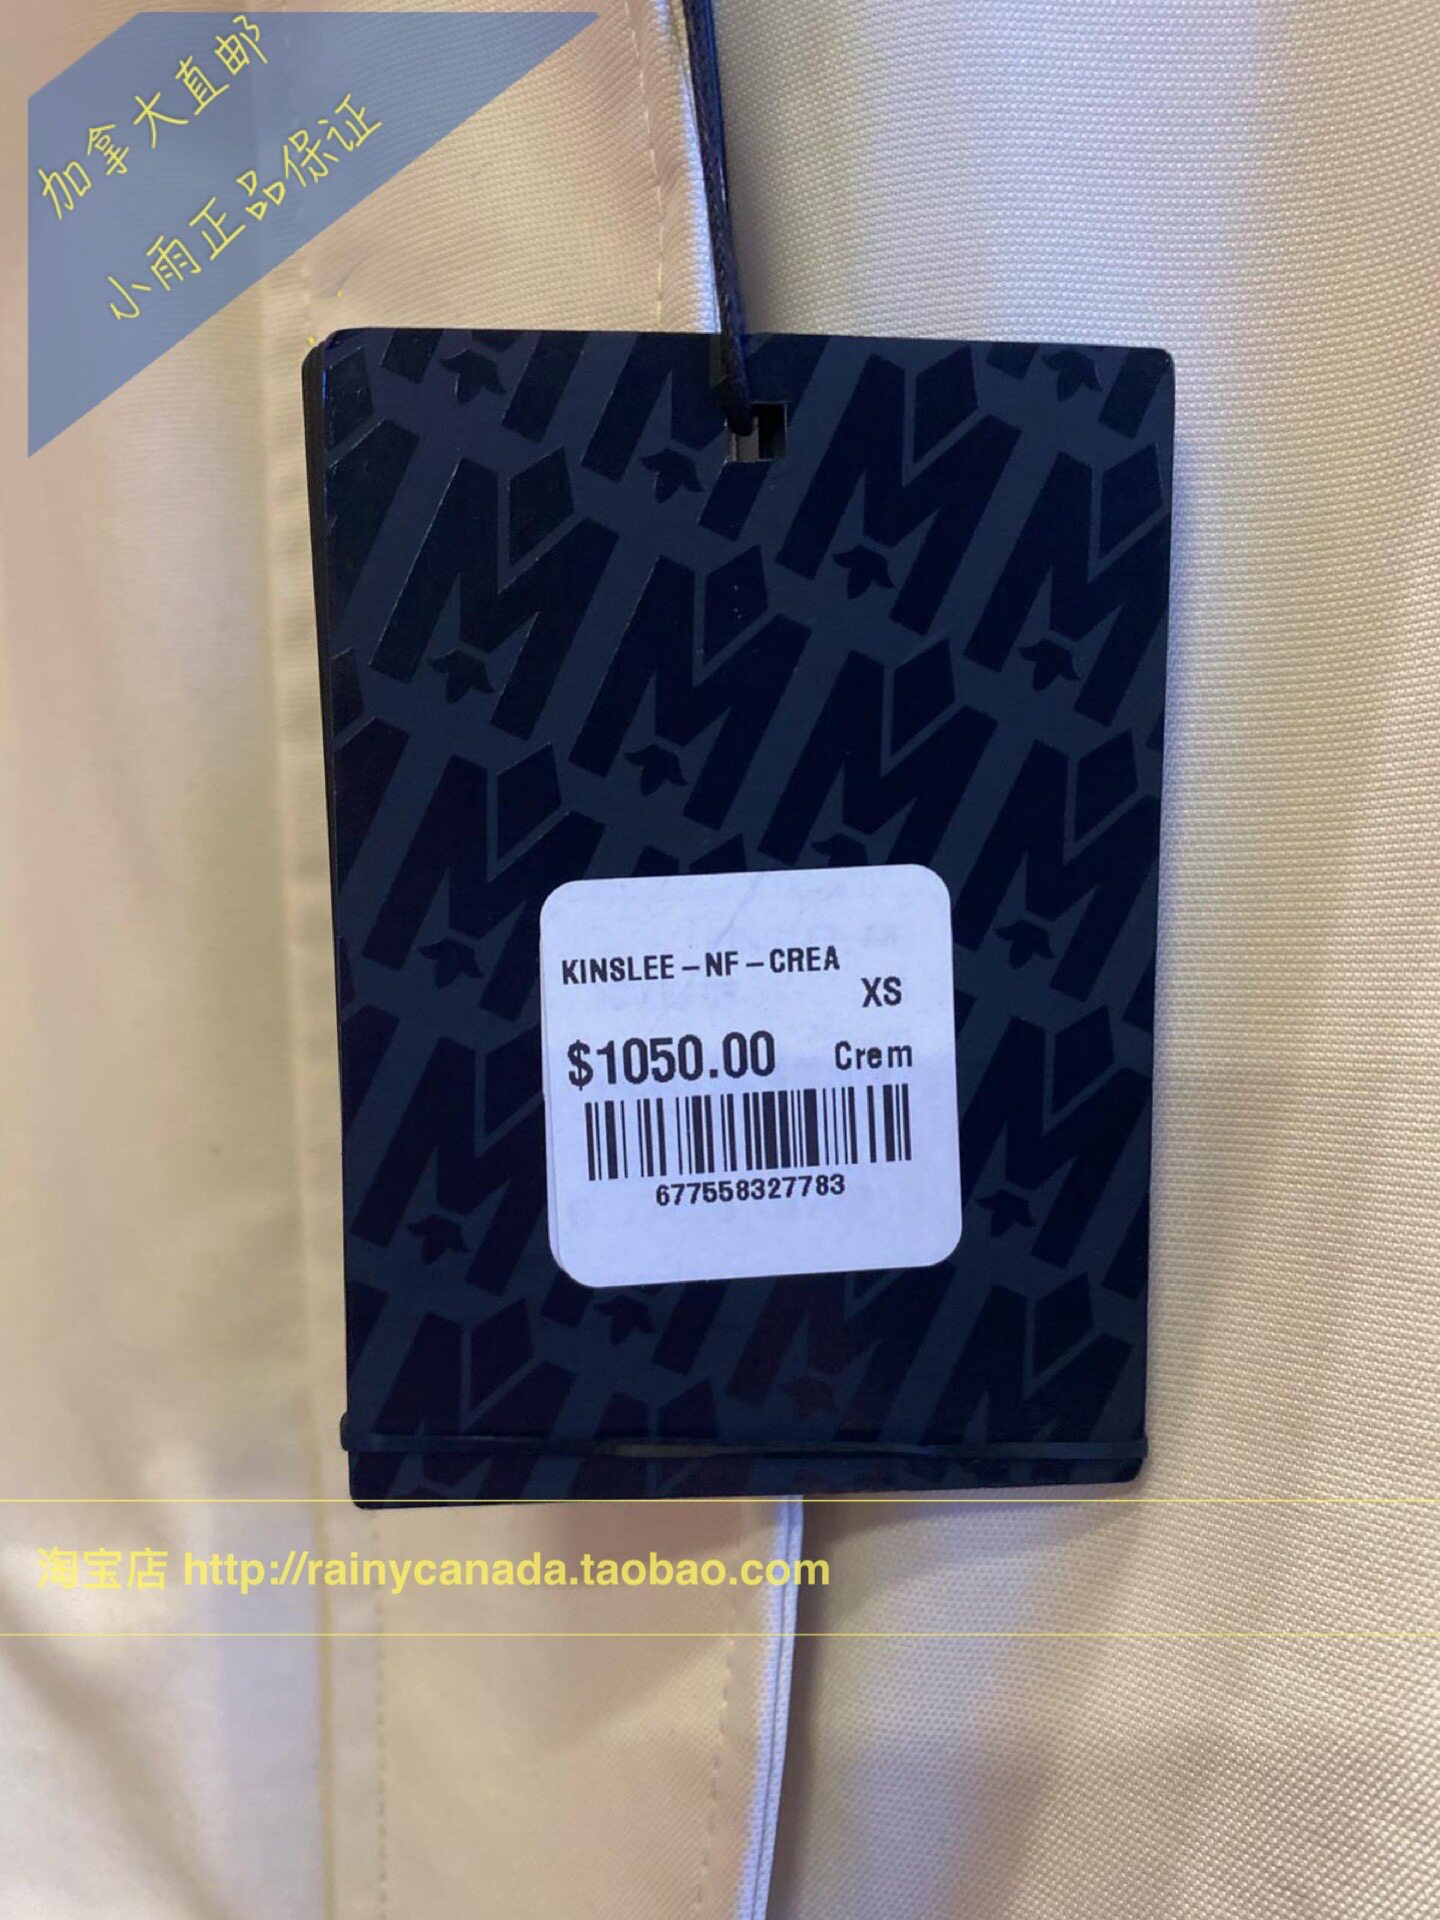 加拿大直邮
小雨正品保证
KINSLEE-NF-CREA
XS
$1050.00 Crem
677558327783
淘宝店 http://rainycanada.taobao.com